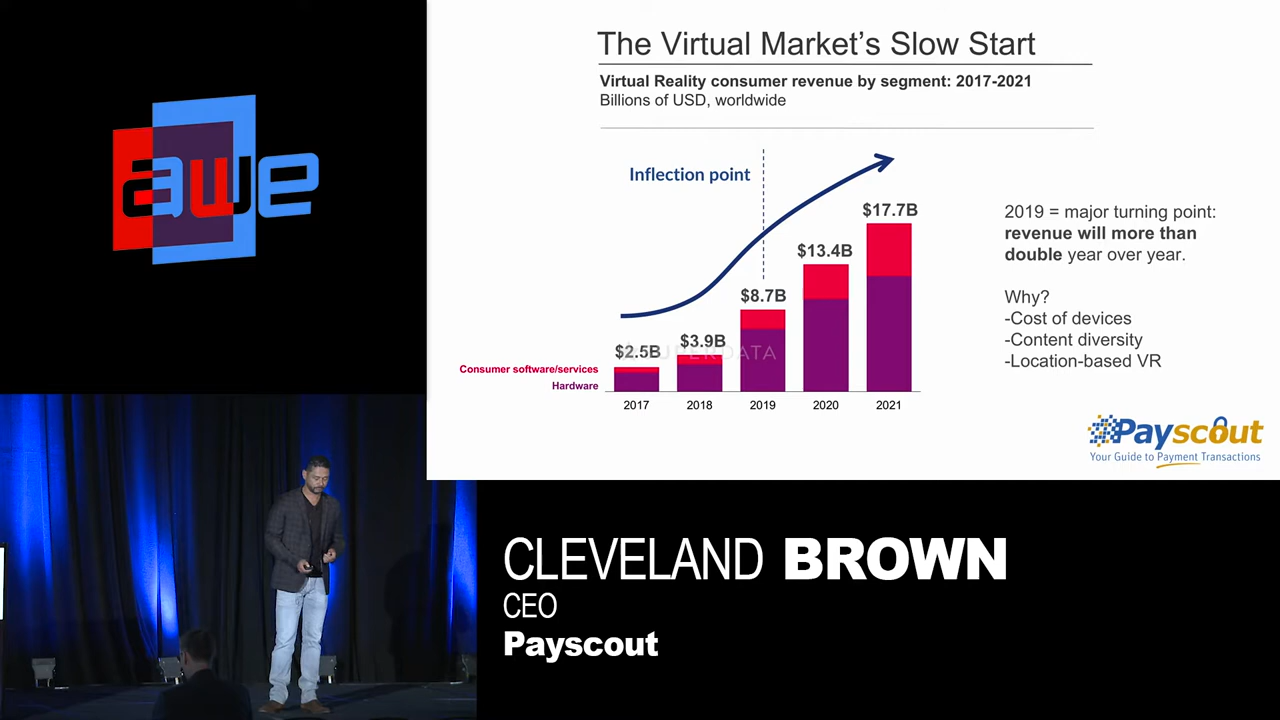 awe
The Virtual Market's Slow Start
Virtual Reality consumer revenue by segment: 2017-2021
Billions of USD, worldwide
Inflection point
$2.5B
$3.9B
$8.7B
$13.4B
$17.7B
SUPERDATA
Consumer software/services
Hardware
2017 2018 2019 2020 2021
2019 = major turning point:
revenue will more than
double year over year.
Why?
-Cost of devices
-Content diversity
-Location-based VR
Payscout
Your Guide to Payment Transactions
CLEVELAND BROWN
CEO
Payscout